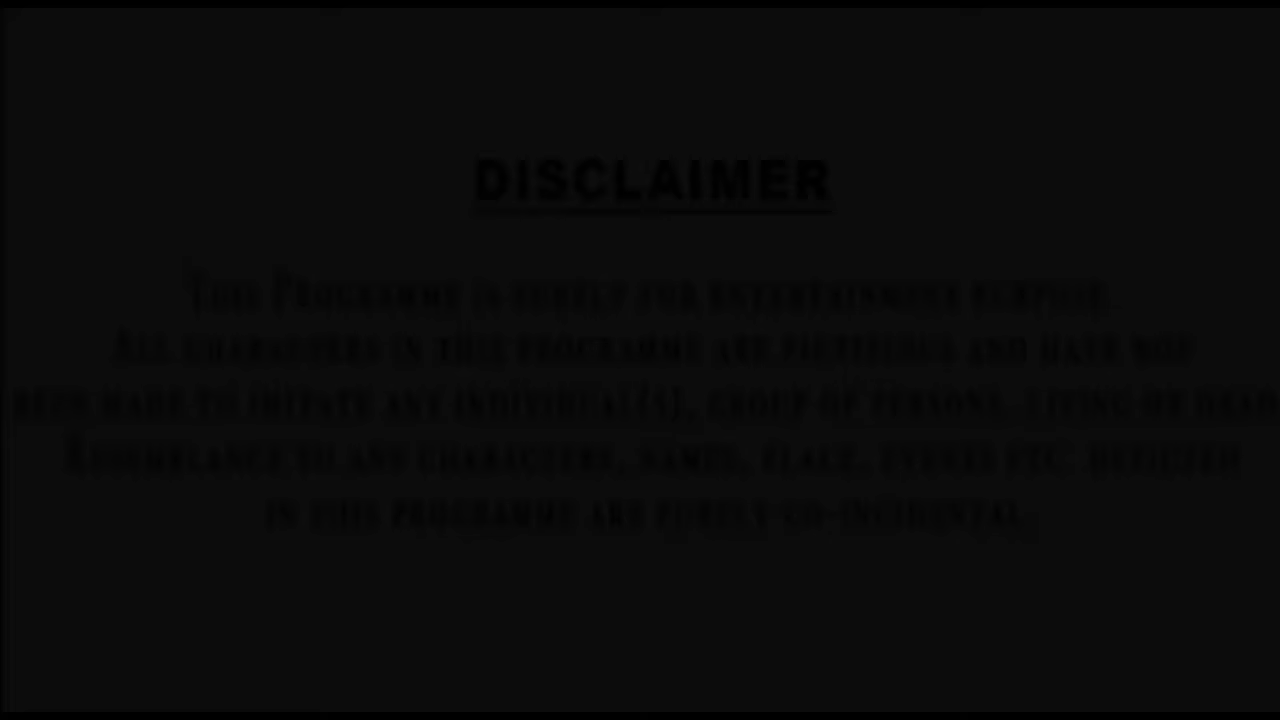 DISCLAIMER
THIS PROGRAMME IS PURELY FOR ENTERTAINMENT PURPOSE.
ALL CHARACTERS IN THIS PROGRAMME ARE FICTITIOUS AND HAVE NOT
BEEN MADE TO IMITATE ANY INDIVIDUAL(S), GROUP OF PERSONS, LIVING OR DEAD.
RESEMBLANCE TO ANY CHARACTERS, NAMES, PLACE, EVENTS ETC. DEPICTED
IN THIS PROGRAMME ARE PURELY CO-INCIDENTAL.